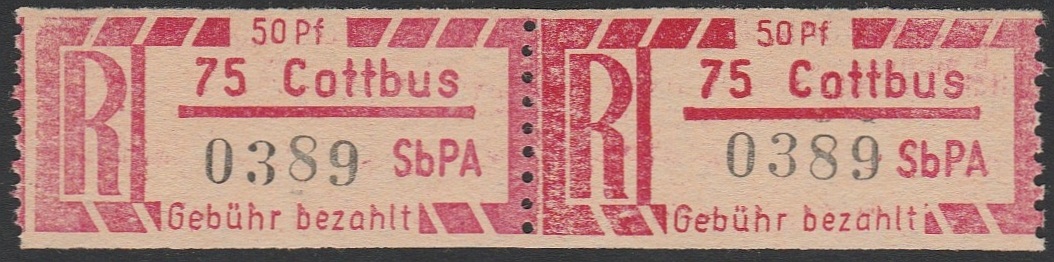 50 Pf
R 75 Cottbus
0389 SbPA
Gebühr bezahlt
50 Pf
R 75 Cottbus
0389 SbPA
Gebühr bezahlt